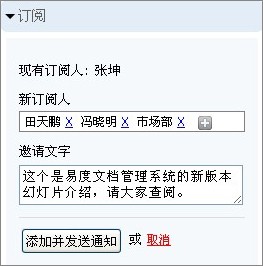 订阅
现有订阅人: 张坤
新订阅人
田天鹏 X 冯晓明 X 市场部 X
邀请文字
这个是易度文档管理系统的新版本
幻灯片介绍，请大家查阅。
添加并发送通知 或 取消